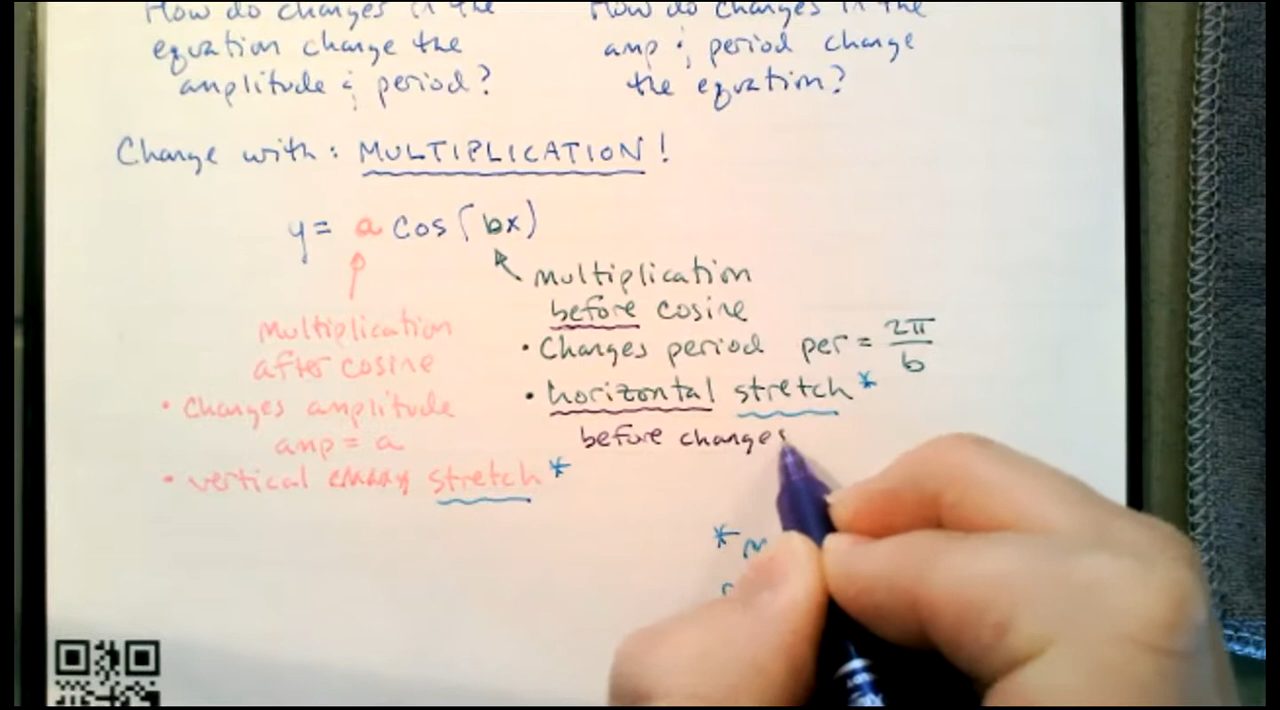 How do changes in the
equation change the
amplitude & period?
How do changes in the
amp & period change
the equation?
Change with: MULTIPLICATION!
y = a cos(bx)
multiplication
after cosine
• changes amplitude
amp = a
• vertical stretch*
multiplication
before cosine
• Changes period per = 2π/b
• horizontal stretch*
before changes
*